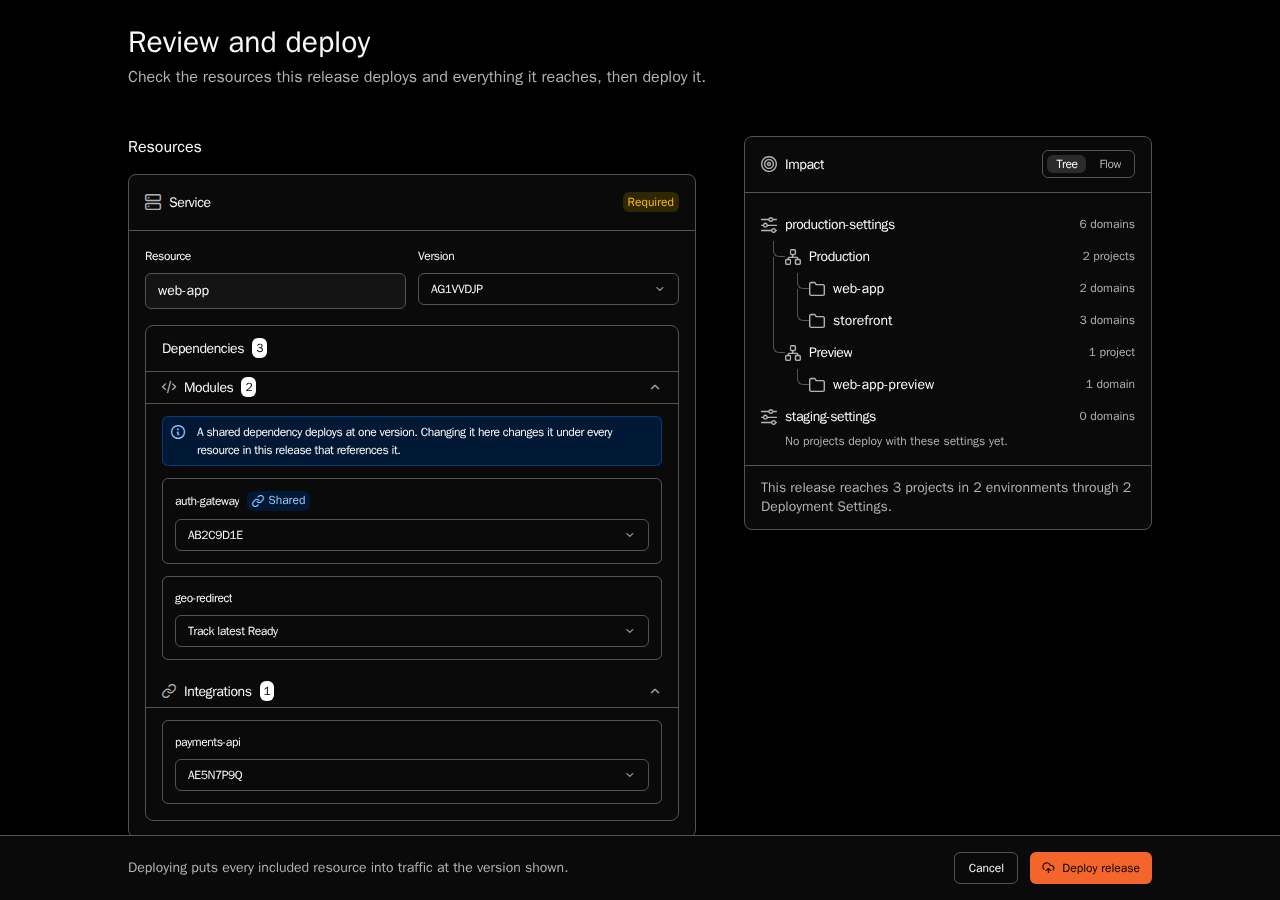 Review and deploy
Check the resources this release deploys and everything it reaches, then deploy it.
Resources
Service
Required
Resource
Version
web-app
AG1VVDJP
Dependencies 3
Modules 2
A shared dependency deploys at one version. Changing it here changes it under every
resource in this release that references it.
auth-gateway Shared
AB2C9D1E
geo-redirect
Track latest Ready
Integrations 1
payments-api
AE5N7P9Q
Impact
Tree
Flow
production-settings 6 domains
Production 2 projects
web-app 2 domains
storefront 3 domains
Preview 1 project
web-app-preview 1 domain
staging-settings 0 domains
No projects deploy with these settings yet.
This release reaches 3 projects in 2 environments through 2
Deployment Settings.
Deploying puts every included resource into traffic at the version shown.
Cancel
Deploy release